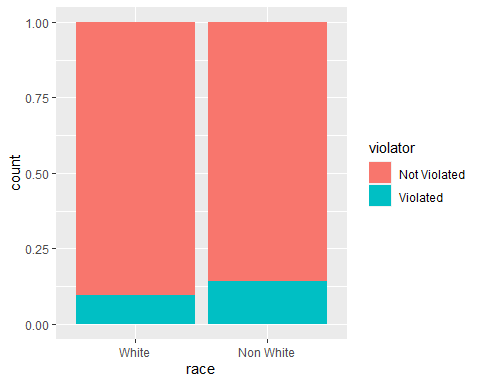 1.00
0.75
0.50
0.25
0.00
count
White
Non White
race
violator
Not Violated
Violated